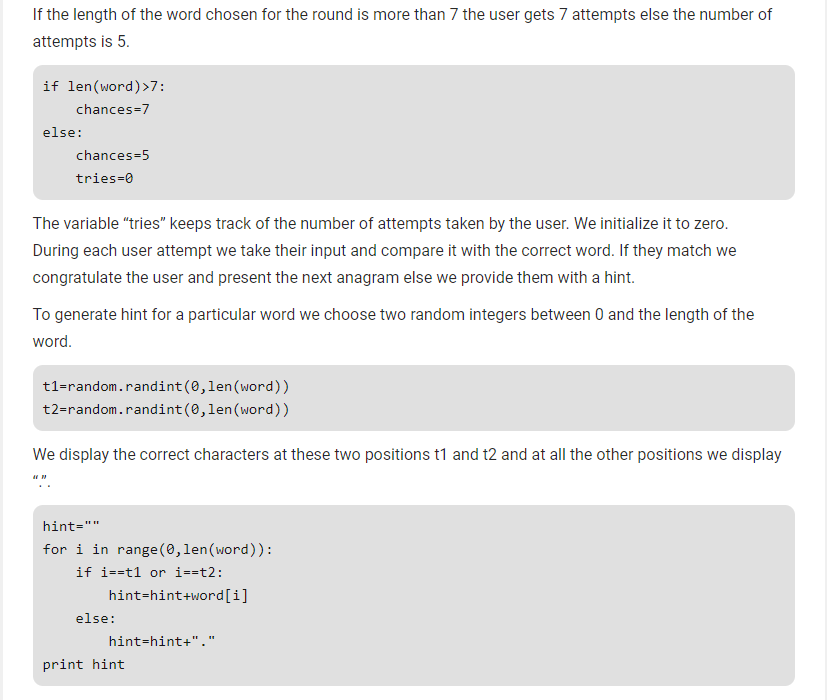 If the length of the word chosen for the round is more than 7 the user gets 7 attempts else the number of
attempts is 5.
if len(word)>7:
    chances=7
else:
    chances=5
    tries=0
The variable “tries” keeps track of the number of attempts taken by the user. We initialize it to zero.
During each user attempt we take their input and compare it with the correct word. If they match we
congratulate the user and present the next anagram else we provide them with a hint.
To generate hint for a particular word we choose two random integers between 0 and the length of the
word.
t1=random.randint(0,len(word))
t2=random.randint(0,len(word))
We display the correct characters at these two positions t1 and t2 and at all the other positions we display
“.”.
hint=""
for i in range(0,len(word)):
    if i==t1 or i==t2:
        hint=hint+word[i]
    else:
        hint=hint+"."
print hint